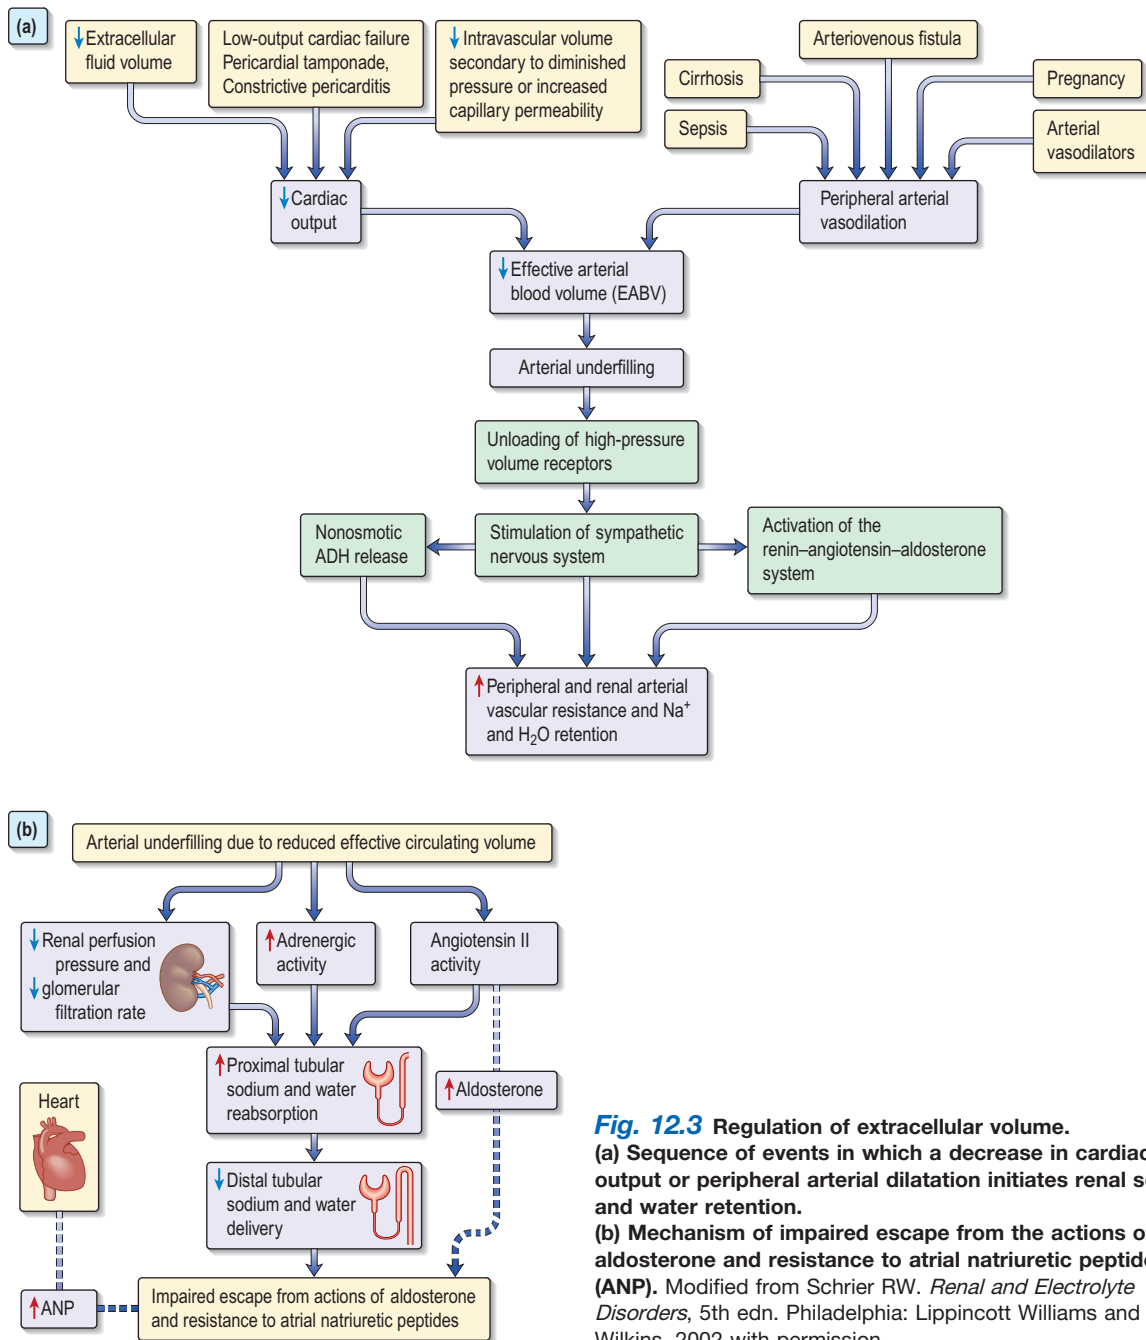 (a)
↓Extracellular
fluid volume
Low-output cardiac failure
Pericardial tamponade,
Constrictive pericarditis
↓Intravascular volume
secondary to diminished
pressure or increased
capillary permeability
Arteriovenous fistula
Cirrhosis
Pregnancy
Sepsis
Arterial
vasodilators
↓Cardiac
output
Peripheral arterial
vasodilation
↓Effective arterial
blood volume (EABV)
Arterial underfilling
Unloading of high-pressure
volume receptors
Nonosmotic
ADH release
Stimulation of sympathetic
nervous system
Activation of the
renin–angiotensin–aldosterone
system
↑Peripheral and renal arterial
vascular resistance and Na⁺
and H₂O retention
(b)
Arterial underfilling due to reduced effective circulating volume
↓Renal perfusion
pressure and
↓glomerular
filtration rate
↑Adrenergic
activity
Angiotensin II
activity
↑Proximal tubular
sodium and water
reabsorption
↑Aldosterone
Heart
↓Distal tubular
sodium and water
delivery
↑ANP
Impaired escape from actions of aldosterone
and resistance to atrial natriuretic peptides
Fig. 12.3 Regulation of extracellular volume.
(a) Sequence of events in which a decrease in cardiac
output or peripheral arterial dilatation initiates renal s
and water retention.
(b) Mechanism of impaired escape from the actions o
aldosterone and resistance to atrial natriuretic peptid
(ANP). Modified from Schrier RW. Renal and Electrolyte
Disorders, 5th edn. Philadelphia: Lippincott Williams and
Wilkins, 2002 with permission